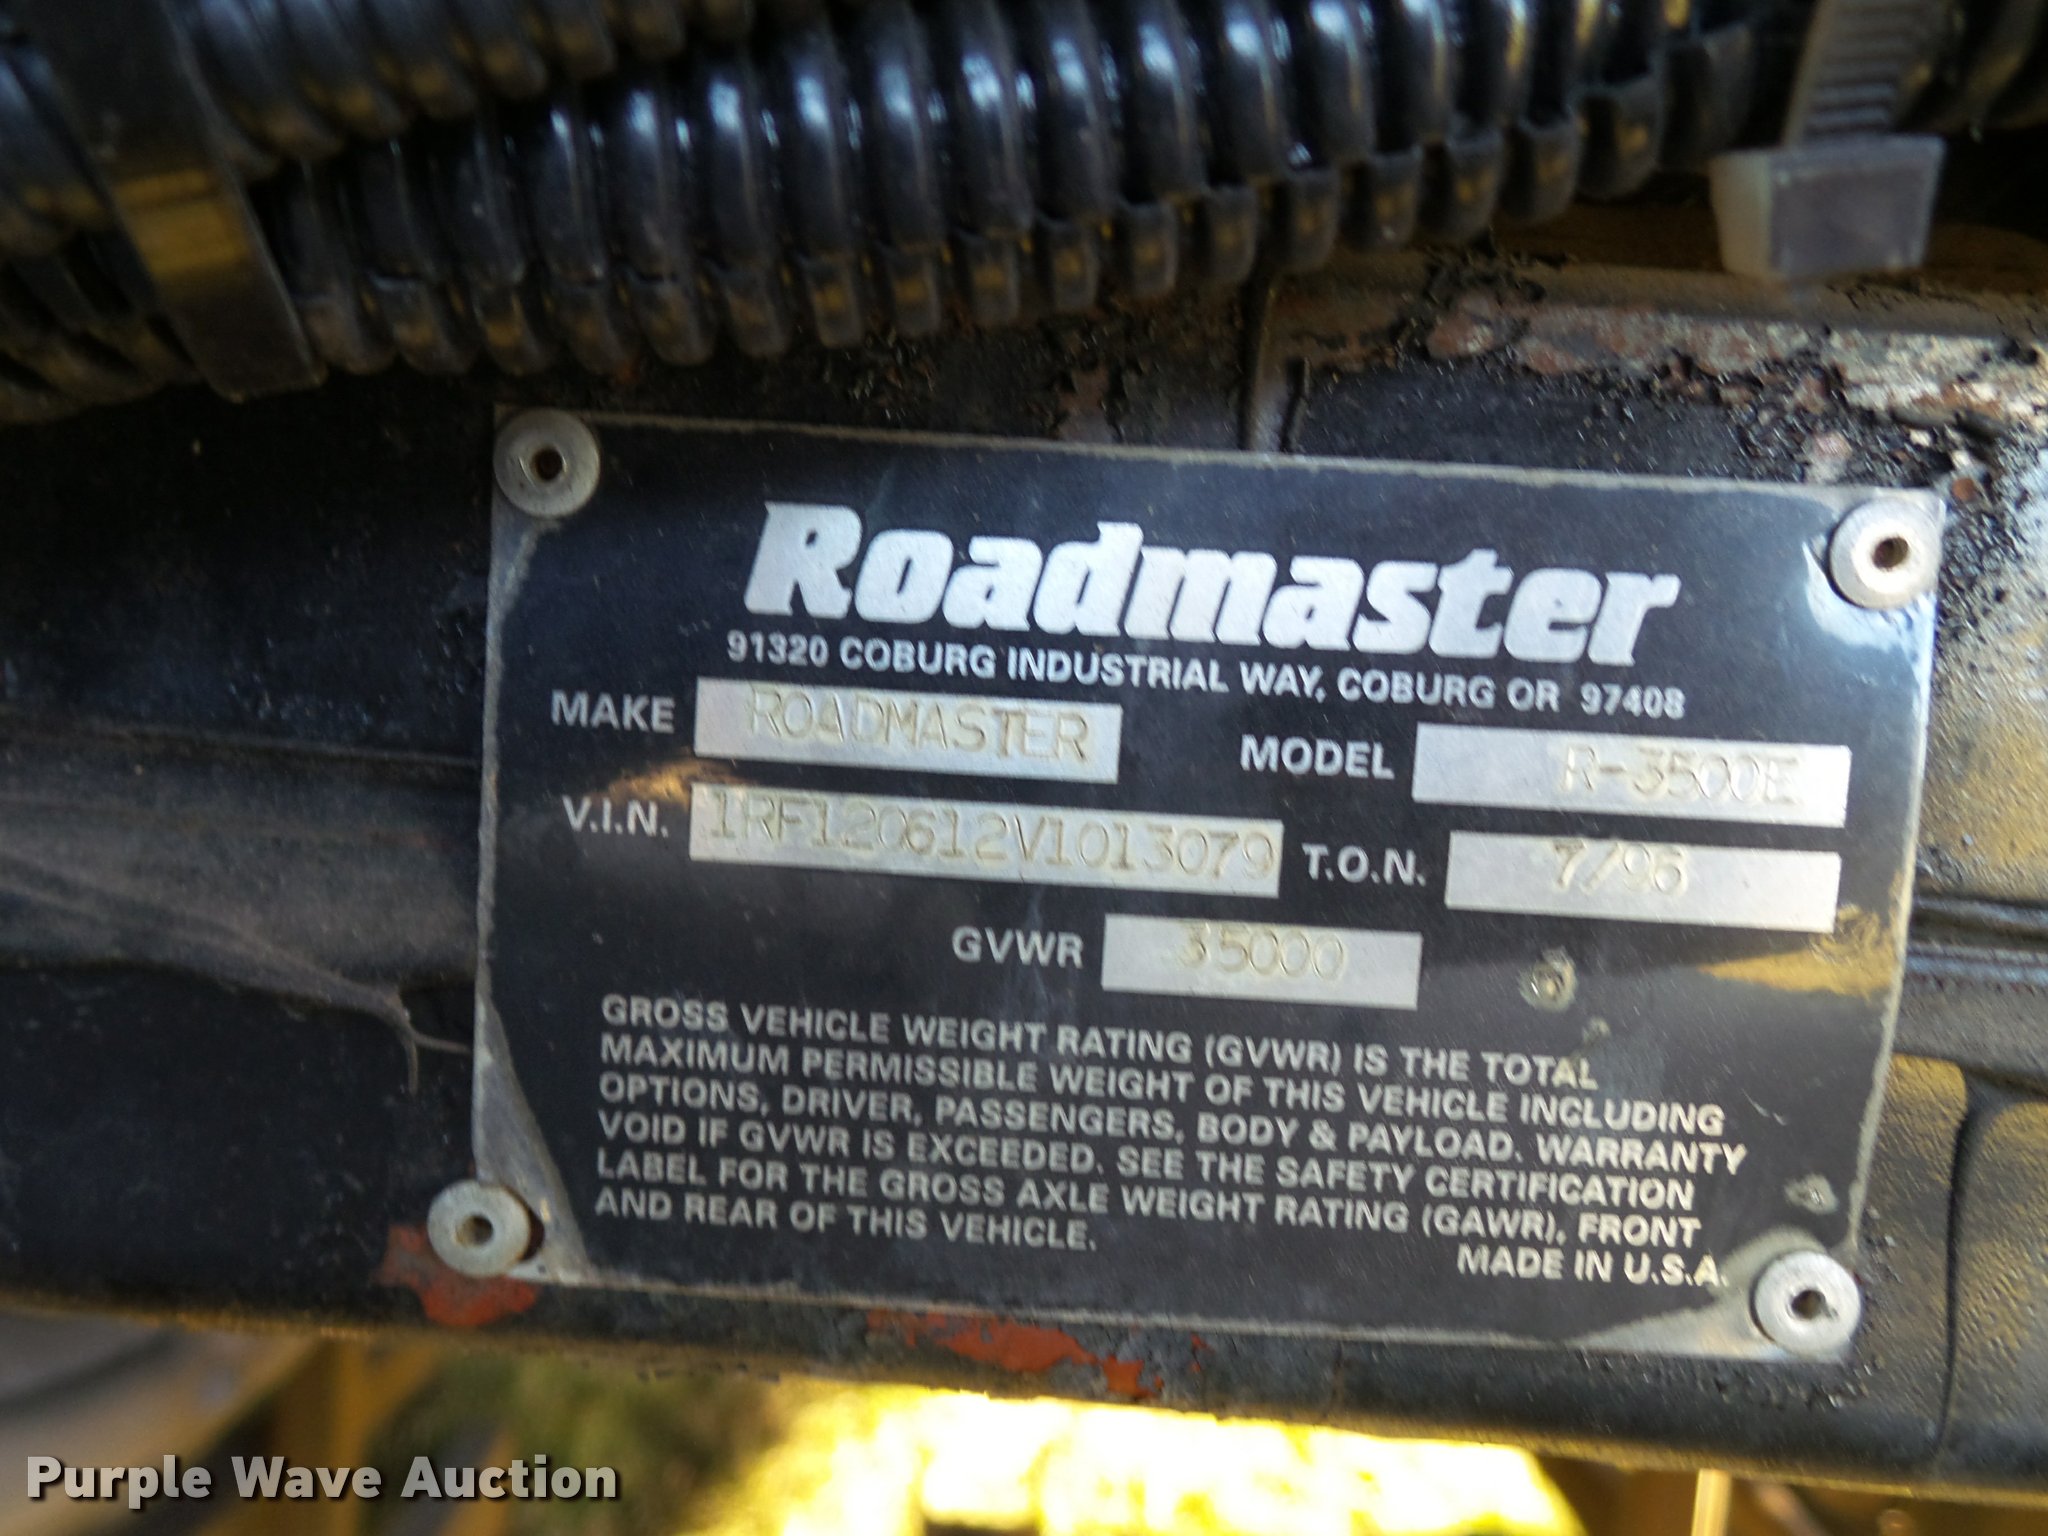 Roadmaster
91320 COBURG INDUSTRIAL WAY, COBURG OR 97408
MAKE ROADMASTER MODEL R-3500E
V.I.N. 1RF120612V1013079 T.O.N. 7/96
GVWR 35000
GROSS VEHICLE WEIGHT RATING (GVWR) IS THE TOTAL
MAXIMUM PERMISSIBLE WEIGHT OF THIS VEHICLE INCLUDING
OPTIONS, DRIVER, PASSENGERS, BODY & PAYLOAD. WARRANTY
VOID IF GVWR IS EXCEEDED. SEE THE SAFETY CERTIFICATION
LABEL FOR THE GROSS AXLE WEIGHT RATING (GAWR), FRONT
AND REAR OF THIS VEHICLE.
MADE IN U.S.A.
Purple Wave Auction